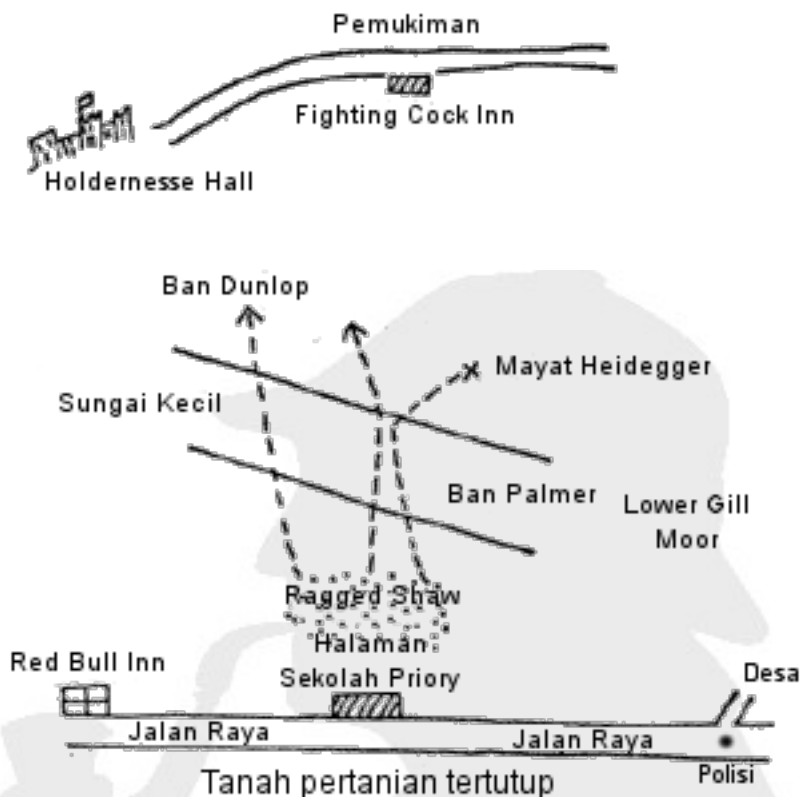 Pemukiman
Fighting Cock Inn
Holdernesse Hall
Ban Dunlop
Mayat Heidegger
Sungai Kecil
Ban Palmer
Lower Gill
Moor
Ragged Shaw
Halaman
Red Bull Inn
Sekolah Priory
Desa
Jalan Raya
Jalan Raya
Polisi
Tanah pertanian tertutup